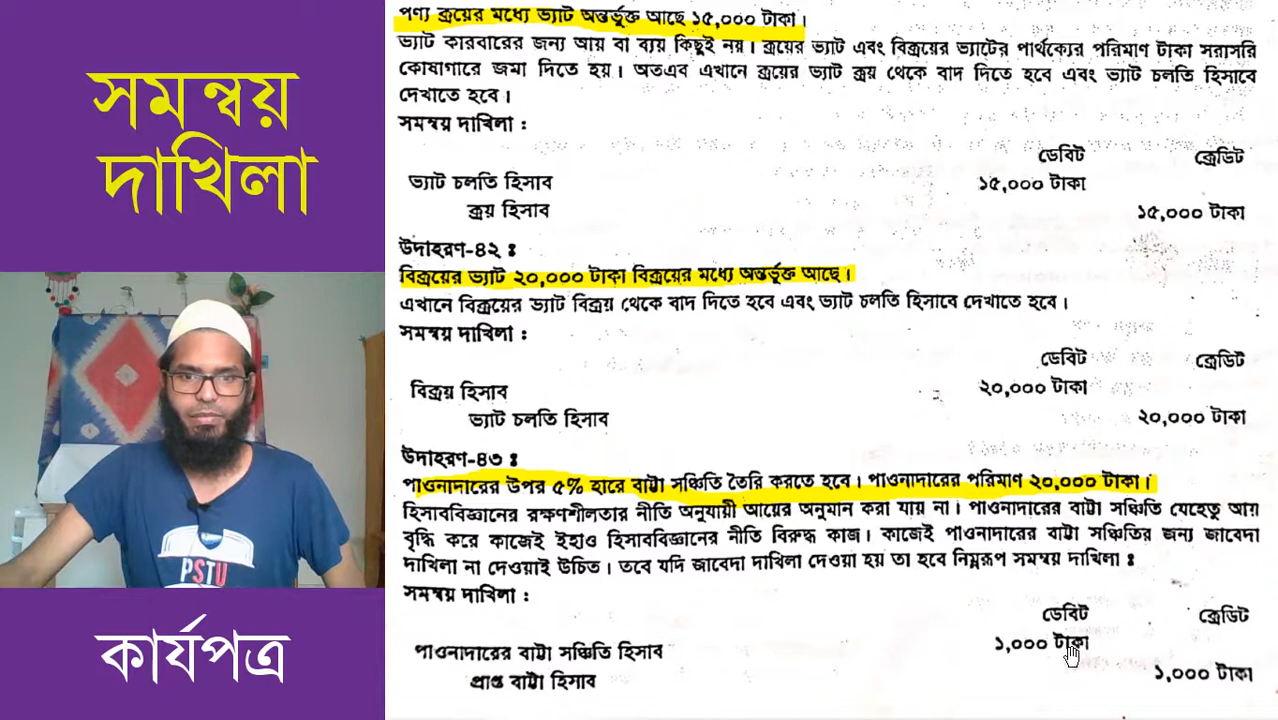 সমন্বয়
দাখিলা
PSTU
কার্যপত্র
পণ্য ক্রয়ের মধ্যে ভ্যাট অন্তর্ভুক্ত আছে ১৫,০০০ টাকা।
ভ্যাট কারবারের জন্য আয় বা ব্যয় কিছুই নয়। ক্রয়ের ভ্যাট এবং বিক্রয়ের ভ্যাটের পার্থক্যের পরিমাণ টাকা সরাসরি
কোষাগারে জমা দিতে হয়। অতএব এখানে ক্রয়ের ভ্যাট ক্রয় থেকে বাদ দিতে হবে এবং ভ্যাট চলতি হিসাবে
দেখাতে হবে।
সমন্বয় দাখিলা :
ডেবিট ক্রেডিট
ভ্যাট চলতি হিসাব ১৫,০০০ টাকা
ক্রয় হিসাব ১৫,০০০ টাকা
উদাহরণ-৪২ :
বিক্রয়ের ভ্যাট ২০,০০০ টাকা বিক্রয়ের মধ্যে অন্তর্ভুক্ত আছে।
এখানে বিক্রয়ের ভ্যাট বিক্রয় থেকে বাদ দিতে হবে এবং ভ্যাট চলতি হিসাবে দেখাতে হবে।
সমন্বয় দাখিলা :
ডেবিট ক্রেডিট
বিক্রয় হিসাব ২০,০০০ টাকা
ভ্যাট চলতি হিসাব ২০,০০০ টাকা
উদাহরণ-৪৩ :
পাওনাদারের উপর ৫% হারে বাট্টা সঞ্চিতি তৈরি করতে হবে। পাওনাদারের পরিমাণ ২০,০০০ টাকা।
হিসাববিজ্ঞানের রক্ষণশীলতার নীতি অনুযায়ী আয়ের অনুমান করা যায় না। পাওনাদারের বাট্টা সঞ্চিতি যেহেতু আয়
বৃদ্ধি করে কাজেই ইহাও হিসাববিজ্ঞানের নীতি বিরুদ্ধ কাজ। কাজেই পাওনাদারের বাট্টা সঞ্চিতির জন্য জাবেদা
দাখিলা না দেওয়াই উচিত। তবে যদি জাবেদা দাখিলা দেওয়া হয় তা হবে নিম্নরূপ সমন্বয় দাখিলা :
সমন্বয় দাখিলা :
ডেবিট ক্রেডিট
পাওনাদারের বাট্টা সঞ্চিতি হিসাব ১,০০০ টাকা
প্রাপ্ত বাট্টা হিসাব ১,০০০ টাকা